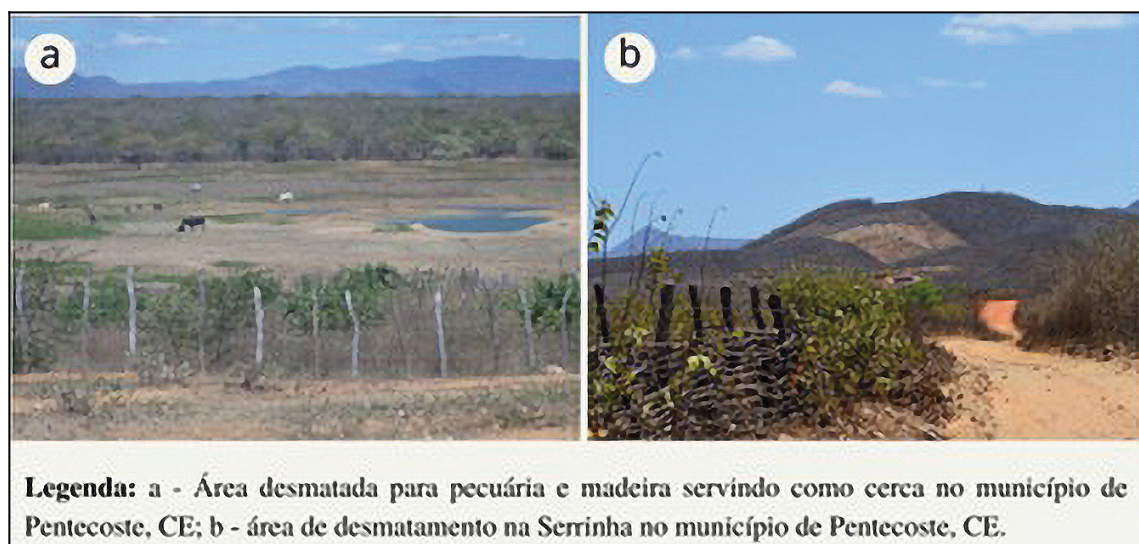 a
b
Legenda: a - Área desmatada para pecuária e madeira servindo como cerca no município de
Pentecoste, CE; b - área de desmatamento na Serrinha no município de Pentecoste, CE.